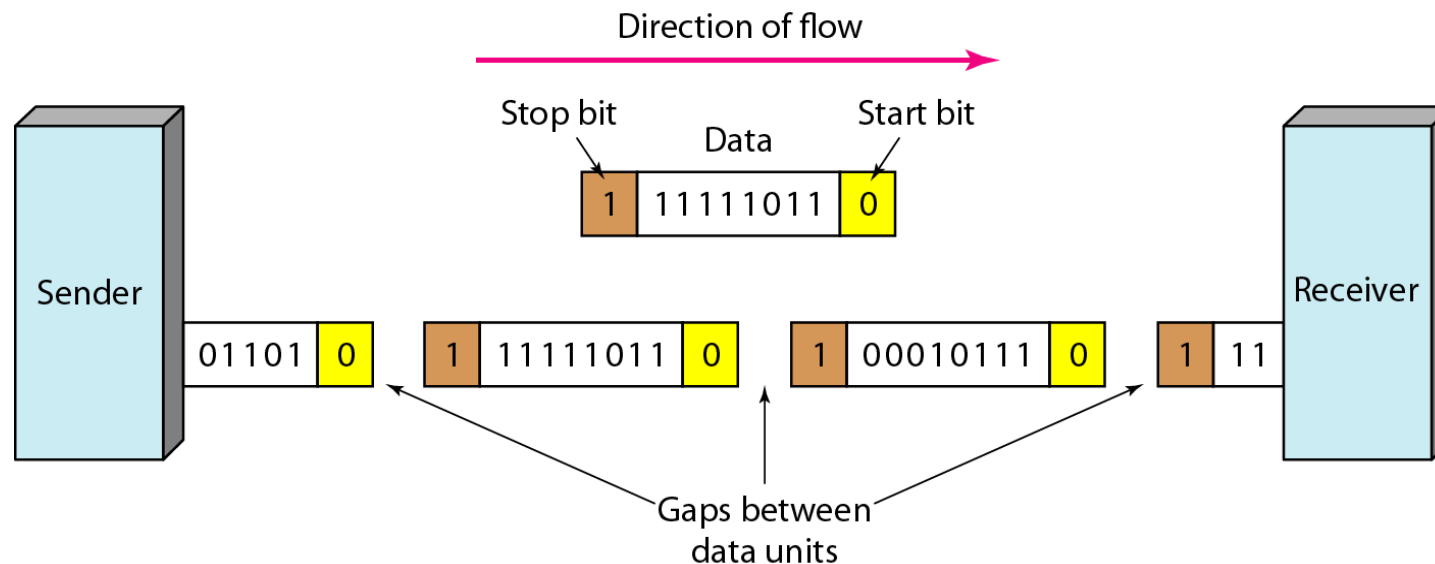 Direction of flow
Stop bit
Start bit
Data
1 11111011 0
Sender
Receiver
01101 0 1 11111011 0 1 00010111 0 1 11
Gaps between
data units